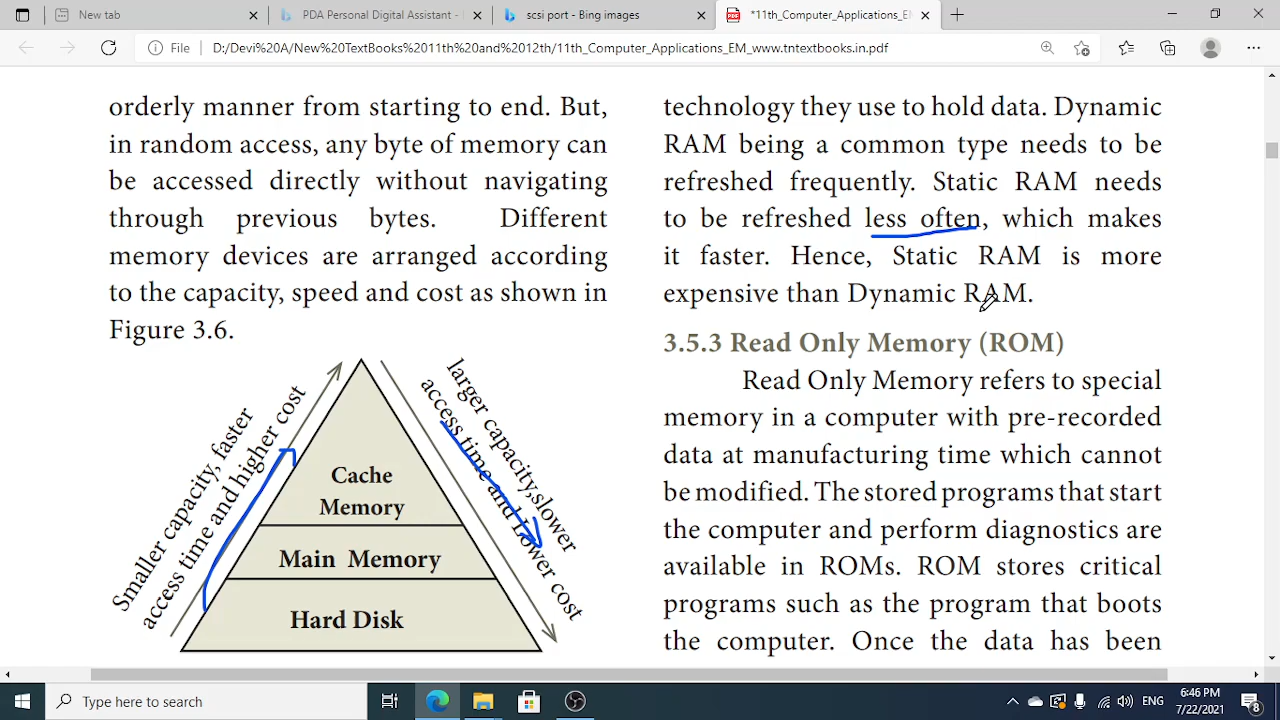 New tab
PDA Personal Digital Assistant -
scsi port - Bing images
*11th_Computer_Applications_EM
File
D:/Devi%20A/New%20TextBooks%2011th%20and%2012th/11th_Computer_Applications_EM_www.tntextbooks.in.pdf
orderly manner from starting to end. But,
in random access, any byte of memory can
be accessed directly without navigating
through previous bytes. Different
memory devices are arranged according
to the capacity, speed and cost as shown in
Figure 3.6.
Smaller capacity, faster
access time and higher cost
larger capacity,slower
access time and Lower cost
Cache
Memory
Main Memory
Hard Disk
technology they use to hold data. Dynamic
RAM being a common type needs to be
refreshed frequently. Static RAM needs
to be refreshed less often, which makes
it faster. Hence, Static RAM is more
expensive than Dynamic RAM.
3.5.3 Read Only Memory (ROM)
Read Only Memory refers to special
memory in a computer with pre-recorded
data at manufacturing time which cannot
be modified. The stored programs that start
the computer and perform diagnostics are
available in ROMs. ROM stores critical
programs such as the program that boots
the computer. Once the data has been
Type here to search
ENG
6:46 PM
7/22/2021
8